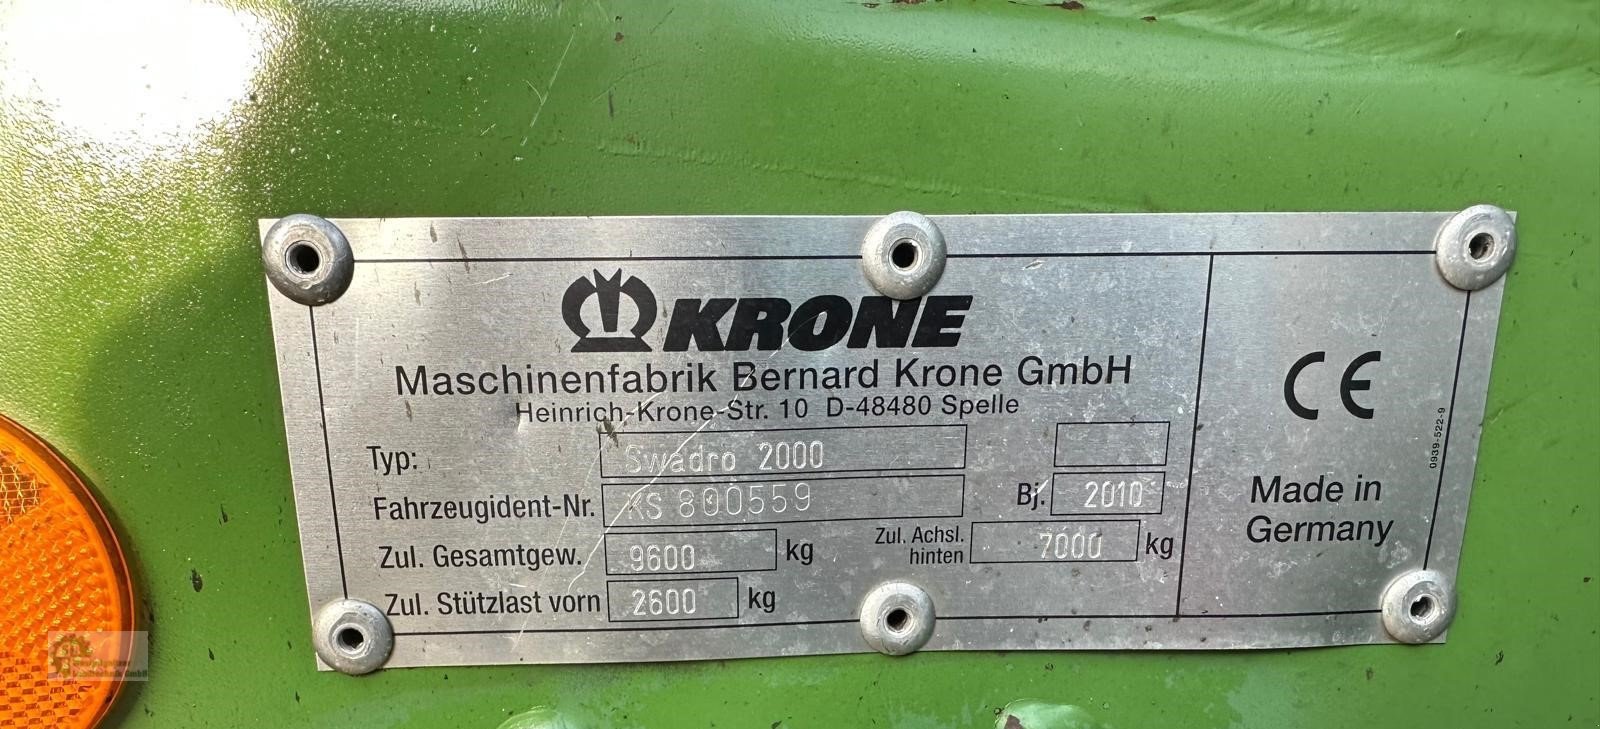 KRONE
Maschinenfabrik Bernard Krone GmbH
Heinrich-Krone-Str. 10 D-48480 Spelle
Typ: Swadro 2000
Fahrzeugident-Nr. KS 800559 Bj. 2010
Zul. Gesamtgew. 9600 kg Zul. Achsl. hinten 7000 kg
Zul. Stützlast vorn 2600 kg
CE
Made in
Germany
0939-522-9
Landtechnik GmbH